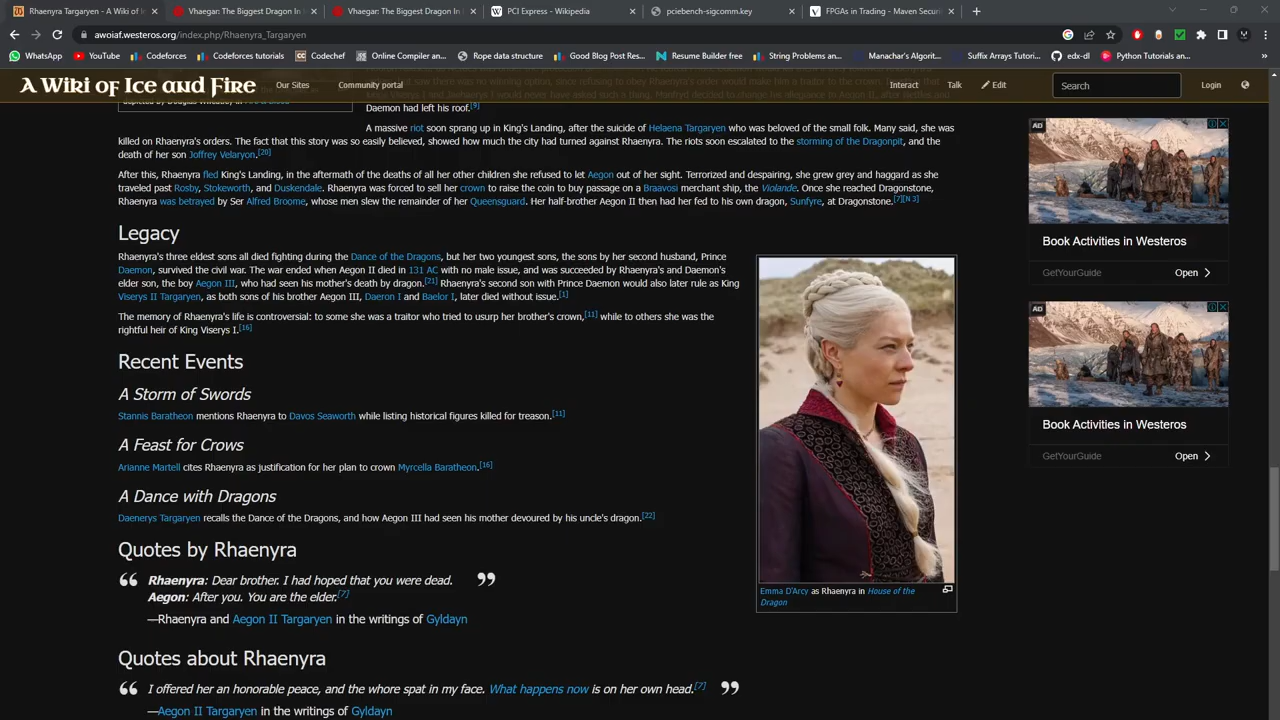 Rhaenyra Targaryen - A Wiki of I
Vhaegar: The Biggest Dragon In
Vhaegar: The Biggest Dragon In
PCI Express - Wikipedia
pciebench-sigcomm.key
FPGAs in Trading - Maven Securi
awoiaf.westeros.org/index.php/Rhaenyra_Targaryen
WhatsApp
YouTube
Codeforces
Codeforces tutorials
Codechef
Online Compiler an...
Rope data structure
Good Blog Post Res...
Resume Builder free
String Problems an...
Manachar's Algorit...
Suffix Arrays Tutori...
edx-dl
Python Tutorials an...
A Wiki of Ice and Fire
Our Sites
Community portal
Interact
Talk
Edit
Search
Login
Daemon had left his roof.[9]
A massive riot soon sprang up in King's Landing, after the suicide of Helaena Targaryen who was beloved of the small folk. Many said, she was
killed on Rhaenyra's orders. The fact that this story was so easily believed, showed how much the city had turned against Rhaenyra. The riots soon escalated to the storming of the Dragonpit, and the
death of her son Joffrey Velaryon.[20]
After this, Rhaenyra fled King's Landing, in the aftermath of the deaths of all her other children she refused to let Aegon out of her sight. Terrorized and despairing, she grew grey and haggard as she
traveled past Rosby, Stokeworth, and Duskendale. Rhaenyra was forced to sell her crown to raise the coin to buy passage on a Braavosi merchant ship, the Violande. Once she reached Dragonstone,
Rhaenyra was betrayed by Ser Alfred Broome, whose men slew the remainder of her Queensguard. Her half-brother Aegon II then had her fed to his own dragon, Sunfyre, at Dragonstone.[7][N 3]
Legacy
Rhaenyra's three eldest sons all died fighting during the Dance of the Dragons, but her two youngest sons, the sons by her second husband, Prince
Daemon, survived the civil war. The war ended when Aegon II died in 131 AC with no male issue, and was succeeded by Rhaenyra's and Daemon's
elder son, the boy Aegon III, who had seen his mother's death by dragon.[21] Rhaenyra's second son with Prince Daemon would also later rule as King
Viserys II Targaryen, as both sons of his brother Aegon III, Daeron I and Baelor I, later died without issue.[1]
The memory of Rhaenyra's life is controversial: to some she was a traitor who tried to usurp her brother's crown,[11] while to others she was the
rightful heir of King Viserys I.[16]
Recent Events
A Storm of Swords
Stannis Baratheon mentions Rhaenyra to Davos Seaworth while listing historical figures killed for treason.[11]
A Feast for Crows
Arianne Martell cites Rhaenyra as justification for her plan to crown Myrcella Baratheon.[16]
A Dance with Dragons
Daenerys Targaryen recalls the Dance of the Dragons, and how Aegon III had seen his mother devoured by his uncle's dragon.[22]
Quotes by Rhaenyra
Rhaenyra: Dear brother. I had hoped that you were dead.
Aegon: After you. You are the elder.[7]
—Rhaenyra and Aegon II Targaryen in the writings of Gyldayn
Quotes about Rhaenyra
I offered her an honorable peace, and the whore spat in my face. What happens now is on her own head.[7]
—Aegon II Targaryen in the writings of Gyldayn
Emma D'Arcy as Rhaenyra in House of the
Dragon
AD
Book Activities in Westeros
GetYourGuide
Open
AD
Book Activities in Westeros
GetYourGuide
Open